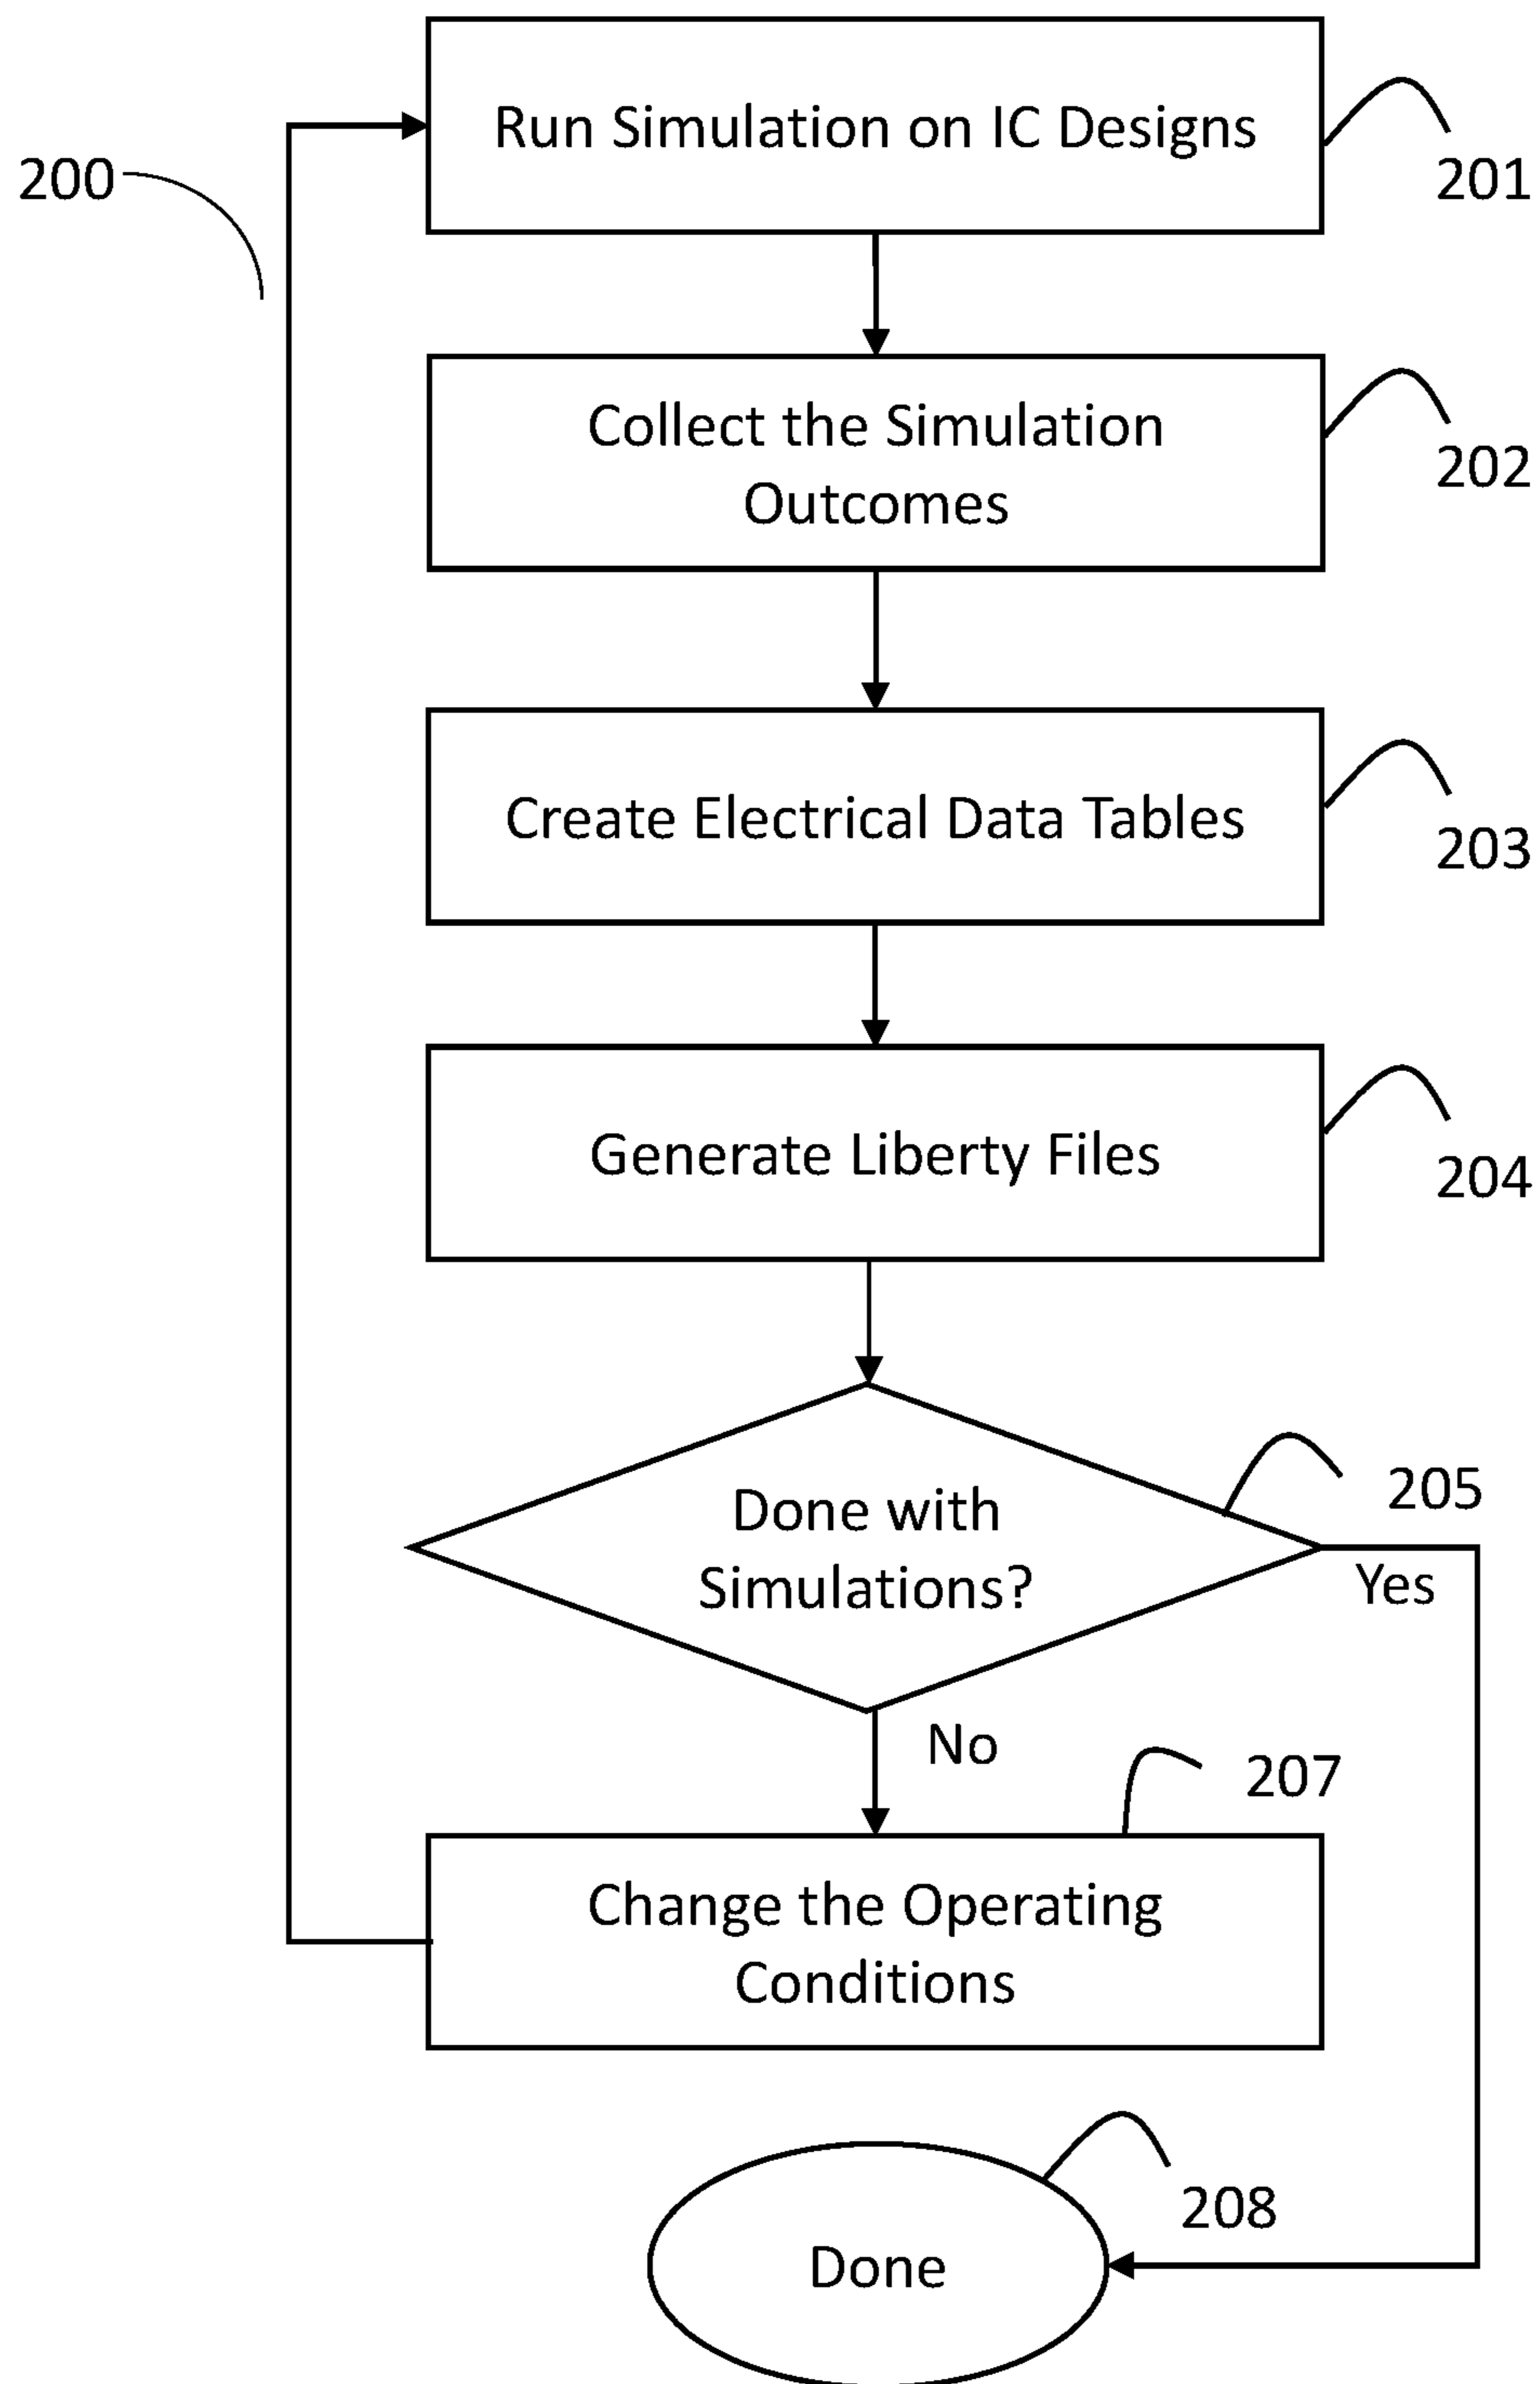 Run Simulation on IC Designs
200
201
Collect the Simulation
Outcomes
202
Create Electrical Data Tables
203
Generate Liberty Files
204
Done with
Simulations?
205
Yes
No
207
Change the Operating
Conditions
208
Done